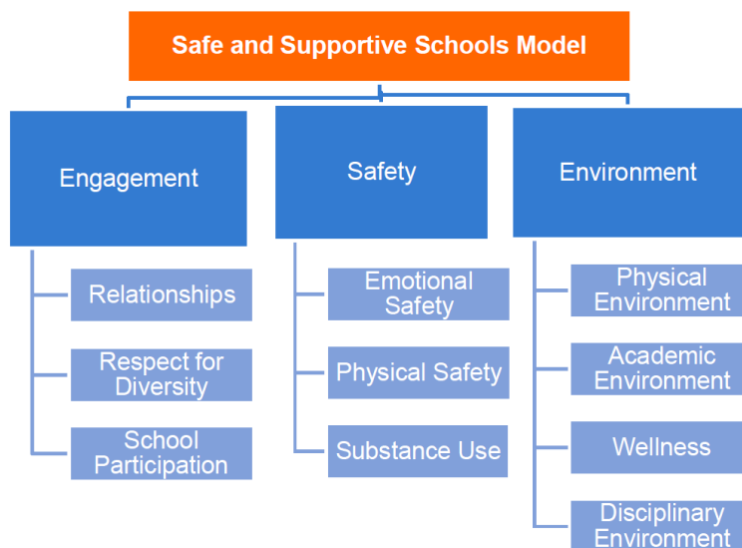 Safe and Supportive Schools Model
Engagement
Relationships
Respect for
Diversity
School
Participation
Safety
Emotional
Safety
Physical Safety
Substance Use
Environment
Physical
Environment
Academic
Environment
Wellness
Disciplinary
Environment